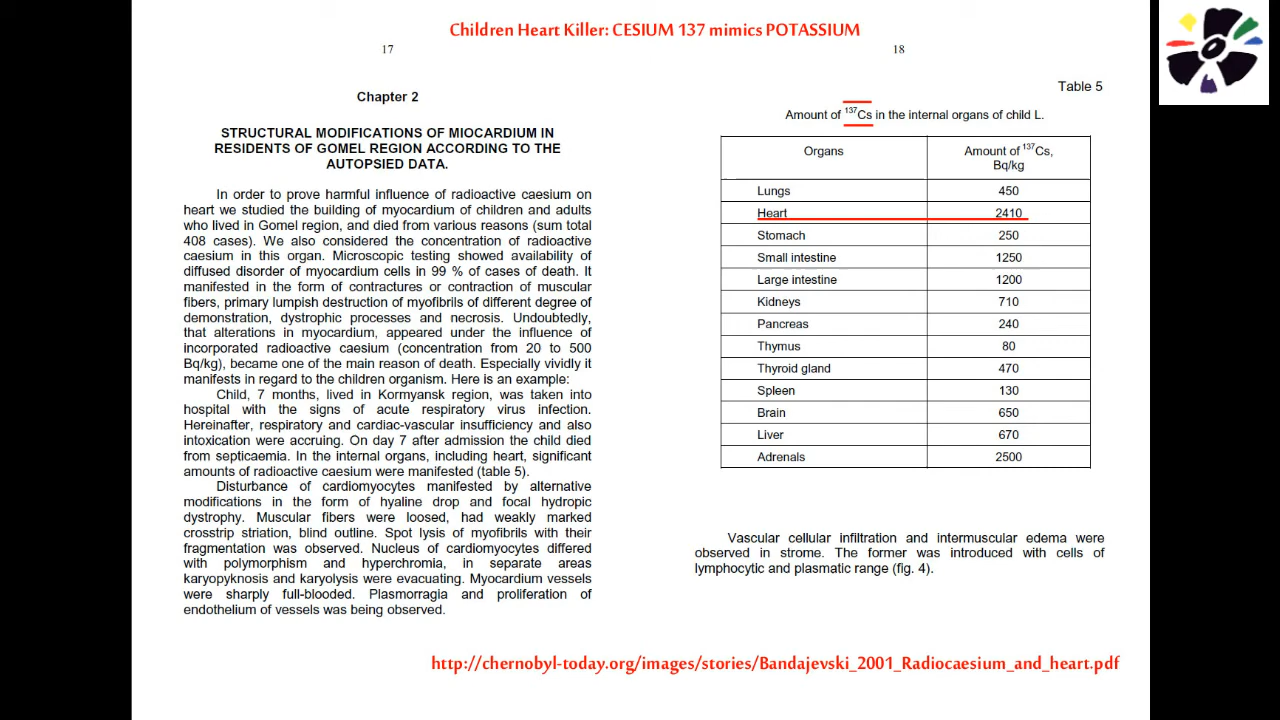 Children Heart Killer: CESIUM 137 mimics POTASSIUM
17
Chapter 2
STRUCTURAL MODIFICATIONS OF MIOCARDIUM IN
RESIDENTS OF GOMEL REGION ACCORDING TO THE
AUTOPSIED DATA.
In order to prove harmful influence of radioactive caesium on
heart we studied the building of myocardium of children and adults
who lived in Gomel region, and died from various reasons (sum total
408 cases). We also considered the concentration of radioactive
caesium in this organ. Microscopic testing showed availability of
diffused disorder of myocardium cells in 99 % of cases of death. It
manifested in the form of contractures or contraction of muscular
fibers, primary lumpish destruction of myofibrils of different degree of
demonstration, dystrophic processes and necrosis. Undoubtedly,
that alterations in myocardium, appeared under the influence of
incorporated radioactive caesium (concentration from 20 to 500
Bq/kg), became one of the main reason of death. Especially vividly it
manifests in regard to the children organism. Here is an example:
Child, 7 months, lived in Kormyansk region, was taken into
hospital with the signs of acute respiratory virus infection.
Hereinafter, respiratory and cardiac-vascular insufficiency and also
intoxication were accruing. On day 7 after admission the child died
from septicaemia. In the internal organs, including heart, significant
amounts of radioactive caesium were manifested (table 5).
Disturbance of cardiomyocytes manifested by alternative
modifications in the form of hyaline drop and focal hydropic
dystrophy. Muscular fibers were loosed, had weakly marked
crosstrip striation, blind outline. Spot lysis of myofibrils with their
fragmentation was observed. Nucleus of cardiomyocytes differed
with polymorphism and hyperchromia, in separate areas
karyopyknosis and karyolysis were evacuating. Myocardium vessels
were sharply full-blooded. Plasmorragia and proliferation of
endothelium of vessels was being observed.
18
Table 5
Amount of 137Cs in the internal organs of child L.
Organs Amount of 137Cs,
Bq/kg
Lungs 450
Heart 2410
Stomach 250
Small intestine 1250
Large intestine 1200
Kidneys 710
Pancreas 240
Thymus 80
Thyroid gland 470
Spleen 130
Brain 650
Liver 670
Adrenals 2500
Vascular cellular infiltration and intermuscular edema were
observed in strome. The former was introduced with cells of
lymphocytic and plasmatic range (fig. 4).
http://chernobyl-today.org/images/stories/Bandajevski_2001_Radiocaesium_and_heart.pdf